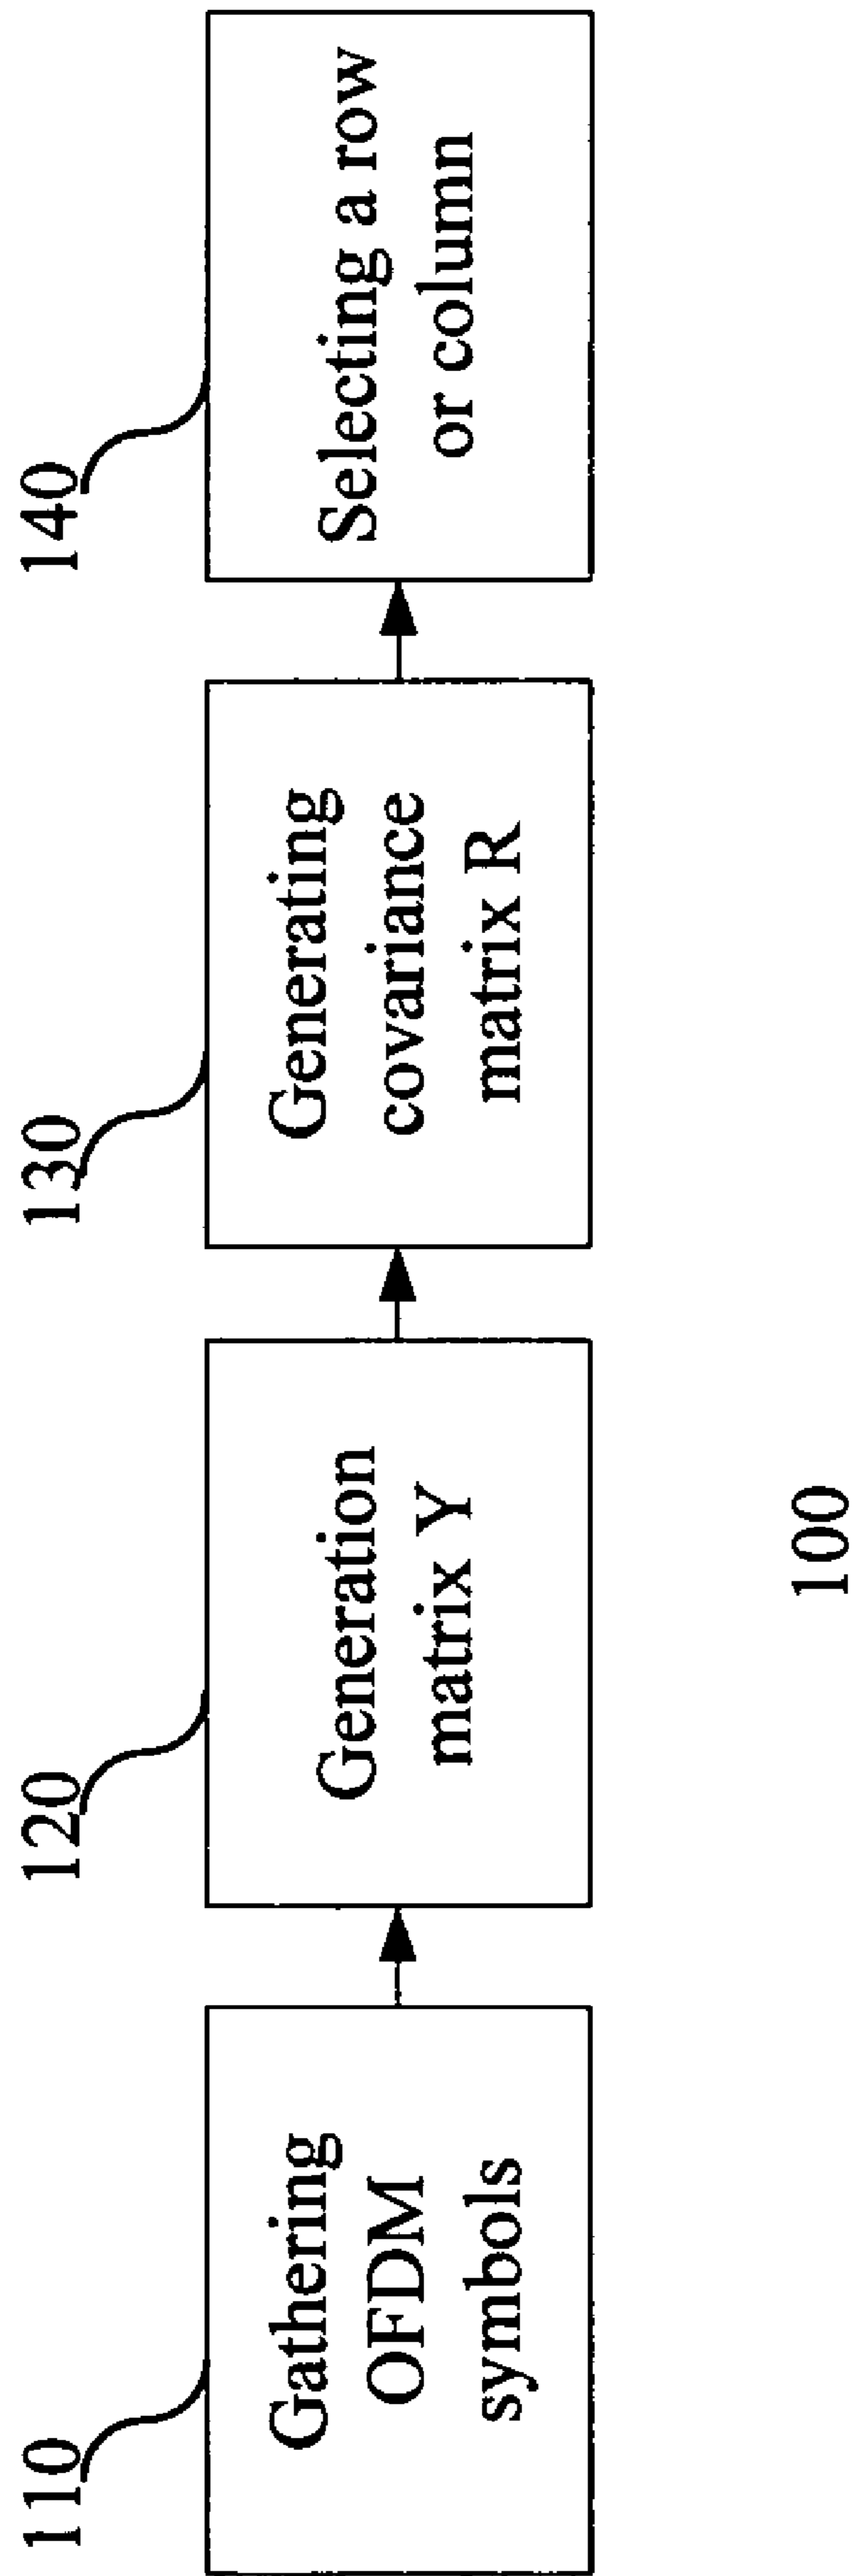 110
Gathering
OFDM
symbols
120
Generation
matrix Y
130
Generating
covariance
matrix R
140
Selecting a row
or column
100